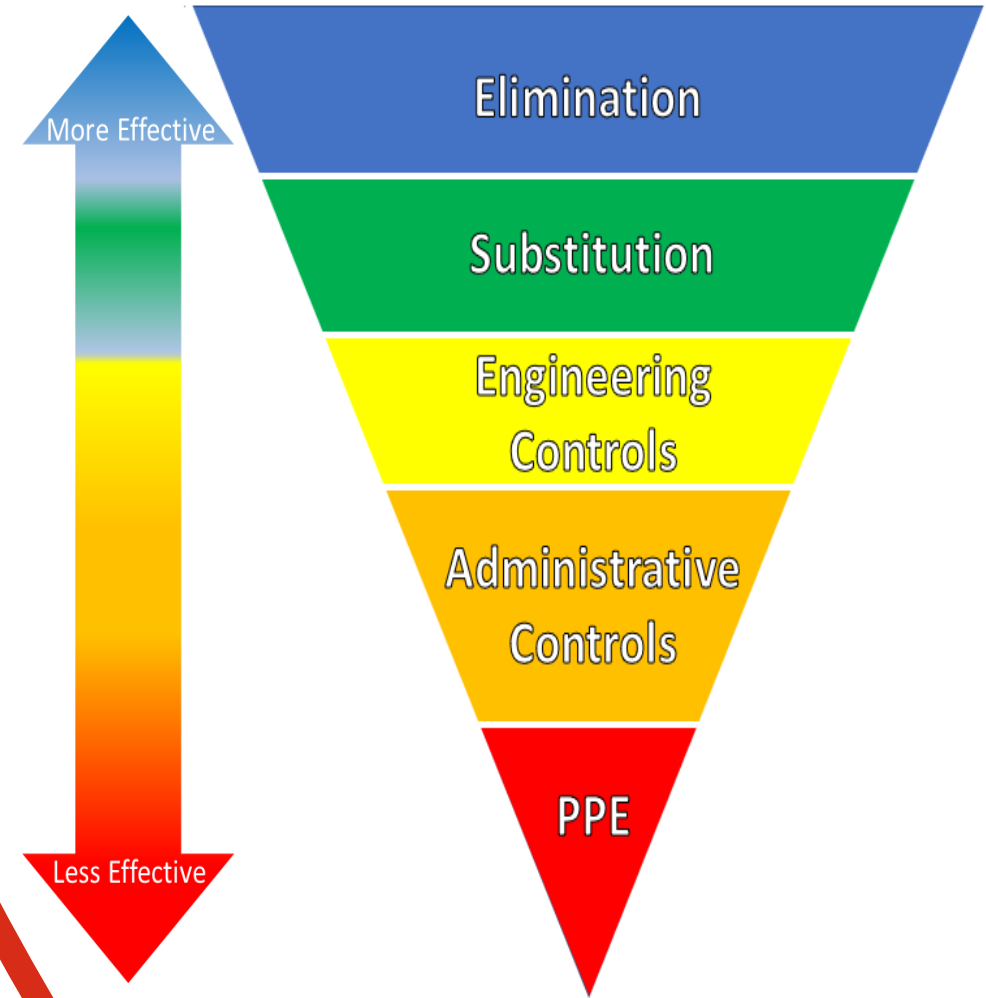 More Effective
Elimination
Substitution
Engineering
Controls
Administrative
Controls
PPE
Less Effective